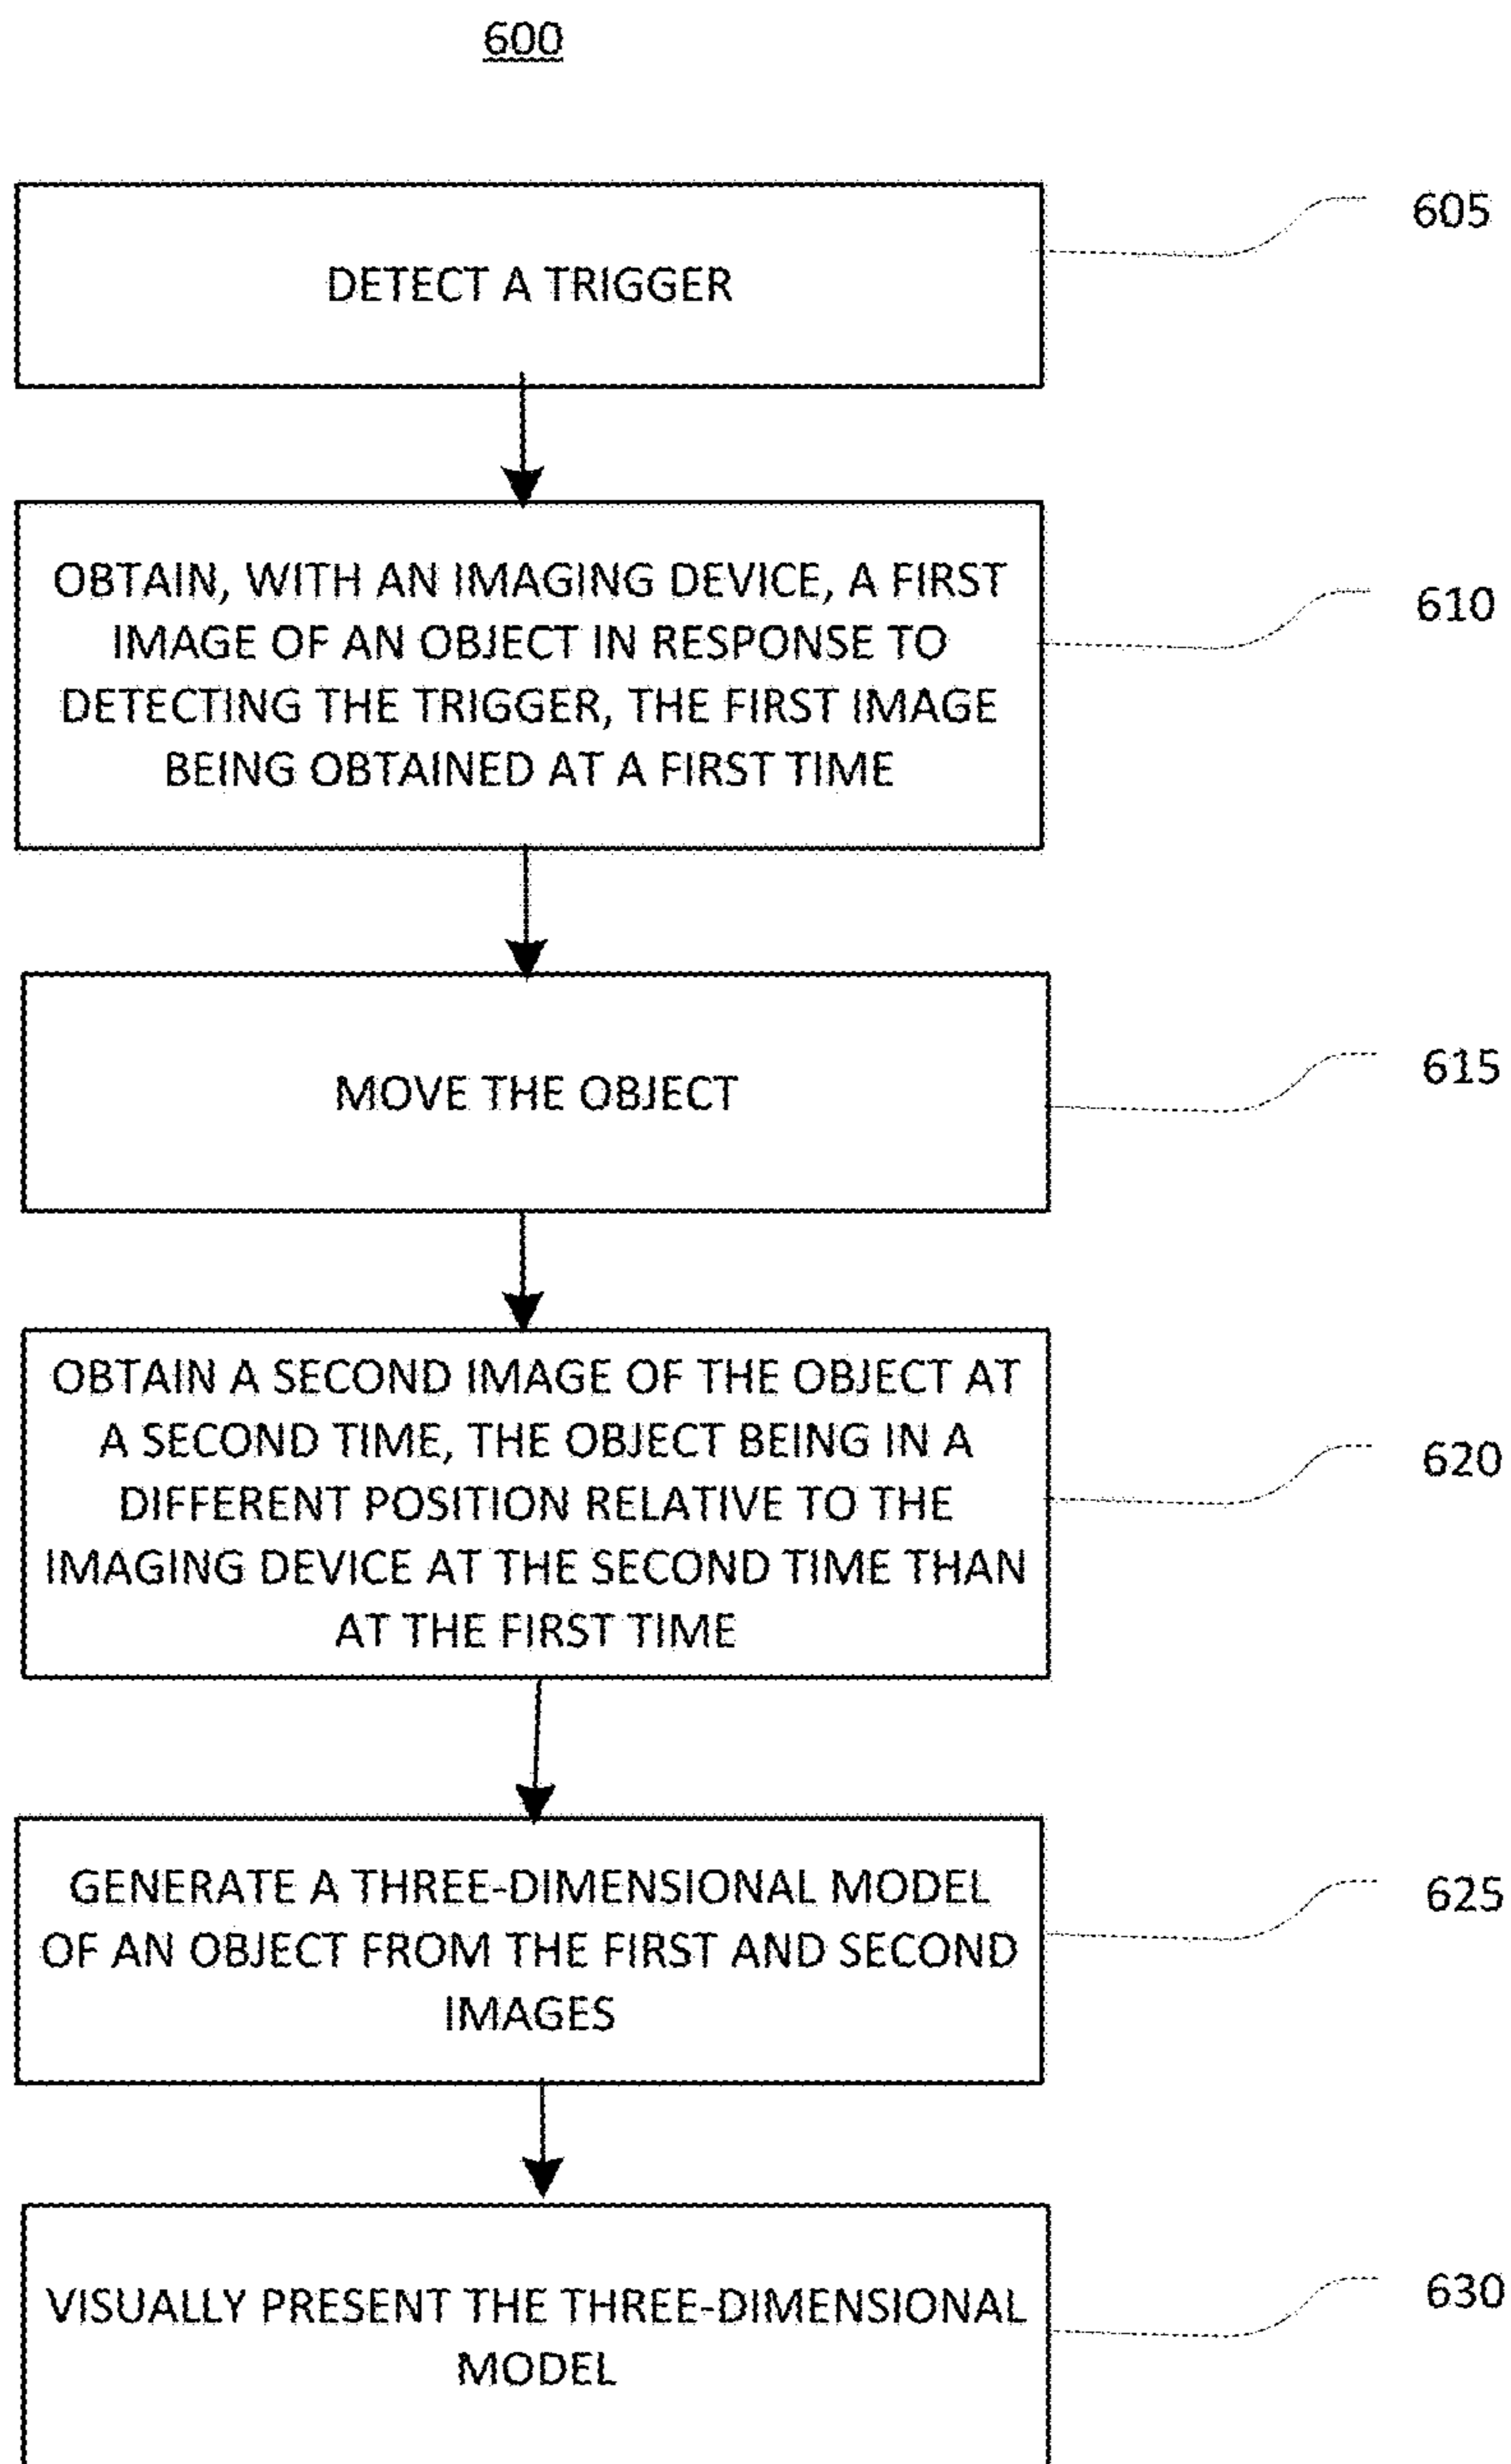 600
DETECT A TRIGGER
605
OBTAIN, WITH AN IMAGING DEVICE, A FIRST
IMAGE OF AN OBJECT IN RESPONSE TO
DETECTING THE TRIGGER, THE FIRST IMAGE
BEING OBTAINED AT A FIRST TIME
610
MOVE THE OBJECT
615
OBTAIN A SECOND IMAGE OF THE OBJECT AT
A SECOND TIME, THE OBJECT BEING IN A
DIFFERENT POSITION RELATIVE TO THE
IMAGING DEVICE AT THE SECOND TIME THAN
AT THE FIRST TIME
620
GENERATE A THREE-DIMENSIONAL MODEL
OF AN OBJECT FROM THE FIRST AND SECOND
IMAGES
625
VISUALLY PRESENT THE THREE-DIMENSIONAL
MODEL
630